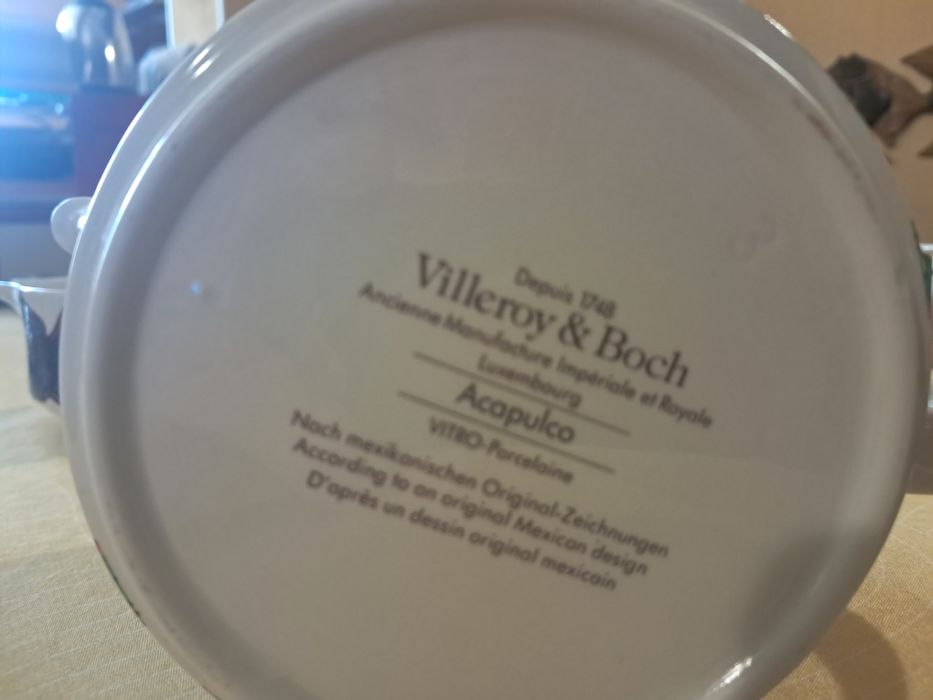 Depuis 1748
Villeroy & Boch
Ancienne Manufacture Impériale et Royale
Luxembourg
Acapulco
VITRO-Porcelaine
Nach mexikanischen Original-Zeichnungen
According to an original Mexican design
D'après un dessin original mexicain